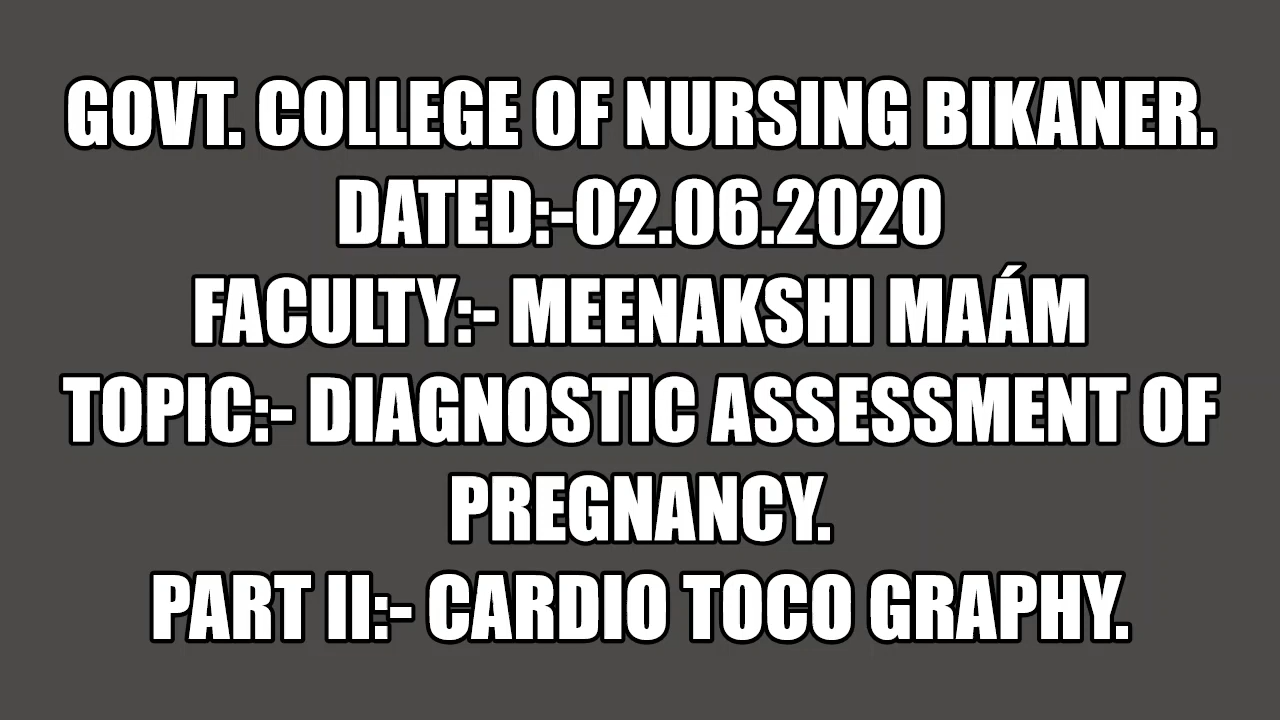 GOVT. COLLEGE OF NURSING BIKANER.
DATED:-02.06.2020
FACULTY:- MEENAKSHI MAÁM
TOPIC:- DIAGNOSTIC ASSESSMENT OF
PREGNANCY.
PART II:- CARDIO TOCO GRAPHY.